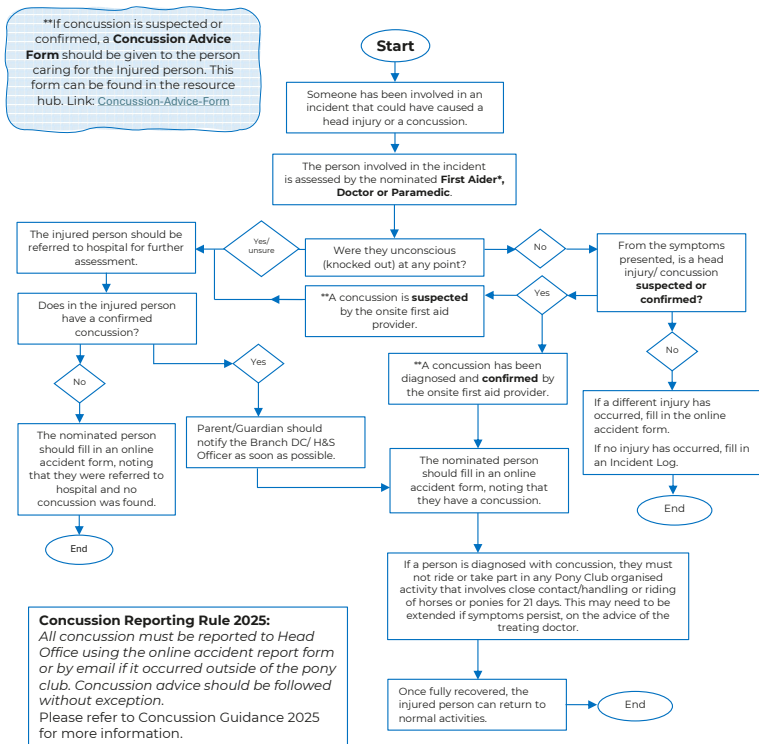 **If concussion is suspected or
confirmed, a Concussion Advice
Form should be given to the person
caring for the Injured person. This
form can be found in the resource
hub. Link: Concussion-Advice-Form
Start
Someone has been involved in an
incident that could have caused a
head injury or a concussion.
The person involved in the incident
is assessed by the nominated First Aider*,
Doctor or Paramedic.
Were they unconscious
(knocked out) at any point?
Yes/
unsure
No
The injured person should be
referred to hospital for further
assessment.
From the symptoms
presented, is a head
injury/ concussion
suspected or
confirmed?
Yes
**A concussion is suspected
by the onsite first aid
provider.
Does in the injured person
have a confirmed
concussion?
No
Yes
**A concussion has been
diagnosed and confirmed by
the onsite first aid provider.
No
If a different injury has
occurred, fill in the online
accident form.
If no injury has occurred, fill in
an Incident Log.
End
The nominated person
should fill in an online
accident form, noting
that they were referred to
hospital and no
concussion was found.
End
Parent/Guardian should
notify the Branch DC/ H&S
Officer as soon as possible.
The nominated person
should fill in an online
accident form, noting that
they have a concussion.
If a person is diagnosed with concussion, they must
not ride or take part in any Pony Club organised
activity that involves close contact/handling or riding
of horses or ponies for 21 days. This may need to be
extended if symptoms persist, on the advice of the
treating doctor.
Once fully recovered, the
injured person can return to
normal activities.
End
Concussion Reporting Rule 2025:
All concussion must be reported to Head
Office using the online accident report form
or by email if it occurred outside of the pony
club. Concussion advice should be followed
without exception.
Please refer to Concussion Guidance 2025
for more information.